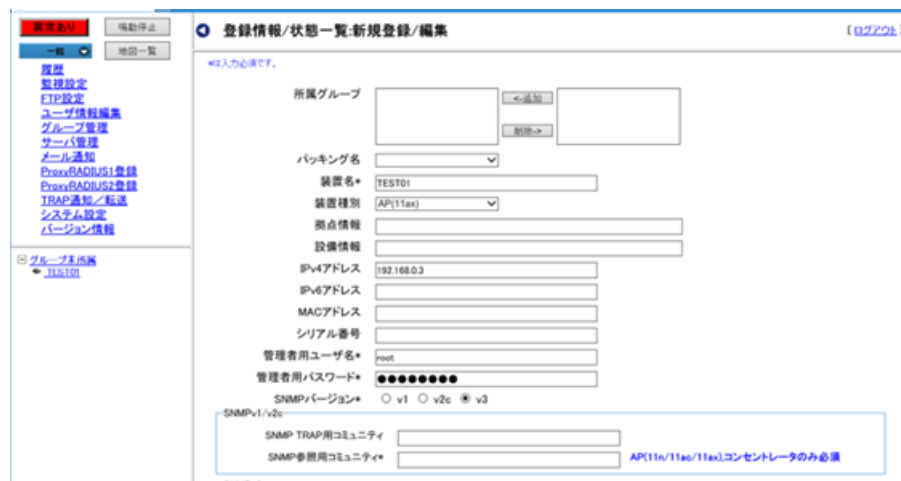 異常あり
鳴動停止
一般
地図一覧
履歴
監視設定
FTP設定
ユーザ情報編集
グループ管理
サーバ管理
メール通知
ProxyRADIUS1登録
ProxyRADIUS2登録
TRAP通知／転送
システム設定
バージョン情報
グループ未所属
TEST01
登録情報/状態一覧:新規登録/編集
[ログアウト]
*は入力必須です。
所属グループ
<-追加
削除->
パッキング名
装置名* TEST01
装置種別 AP(11ax)
拠点情報
設備情報
IPv4アドレス 192.168.0.3
IPv6アドレス
MACアドレス
シリアル番号
管理者用ユーザ名* root
管理者用パスワード* ●●●●●●●●
SNMPバージョン* v1 v2c v3
SNMPv1/v2c
SNMP TRAP用コミュニティ
SNMP参照用コミュニティ* AP(11n/11ac/11ax),コンセントレータのみ必須